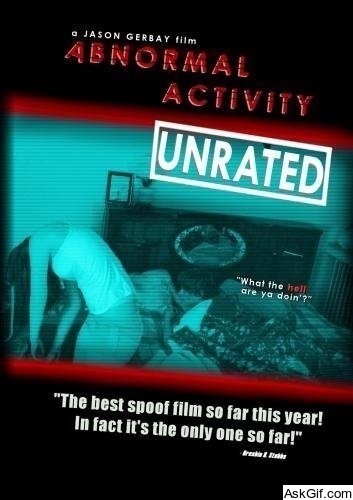 a JASON GERBAY film
ABNORMAL
ACTIVITY
UNRATED
"What the hell
are ya doin'?"
"The best spoof film so far this year!
In fact it's the only one so far!"
AskGif.com